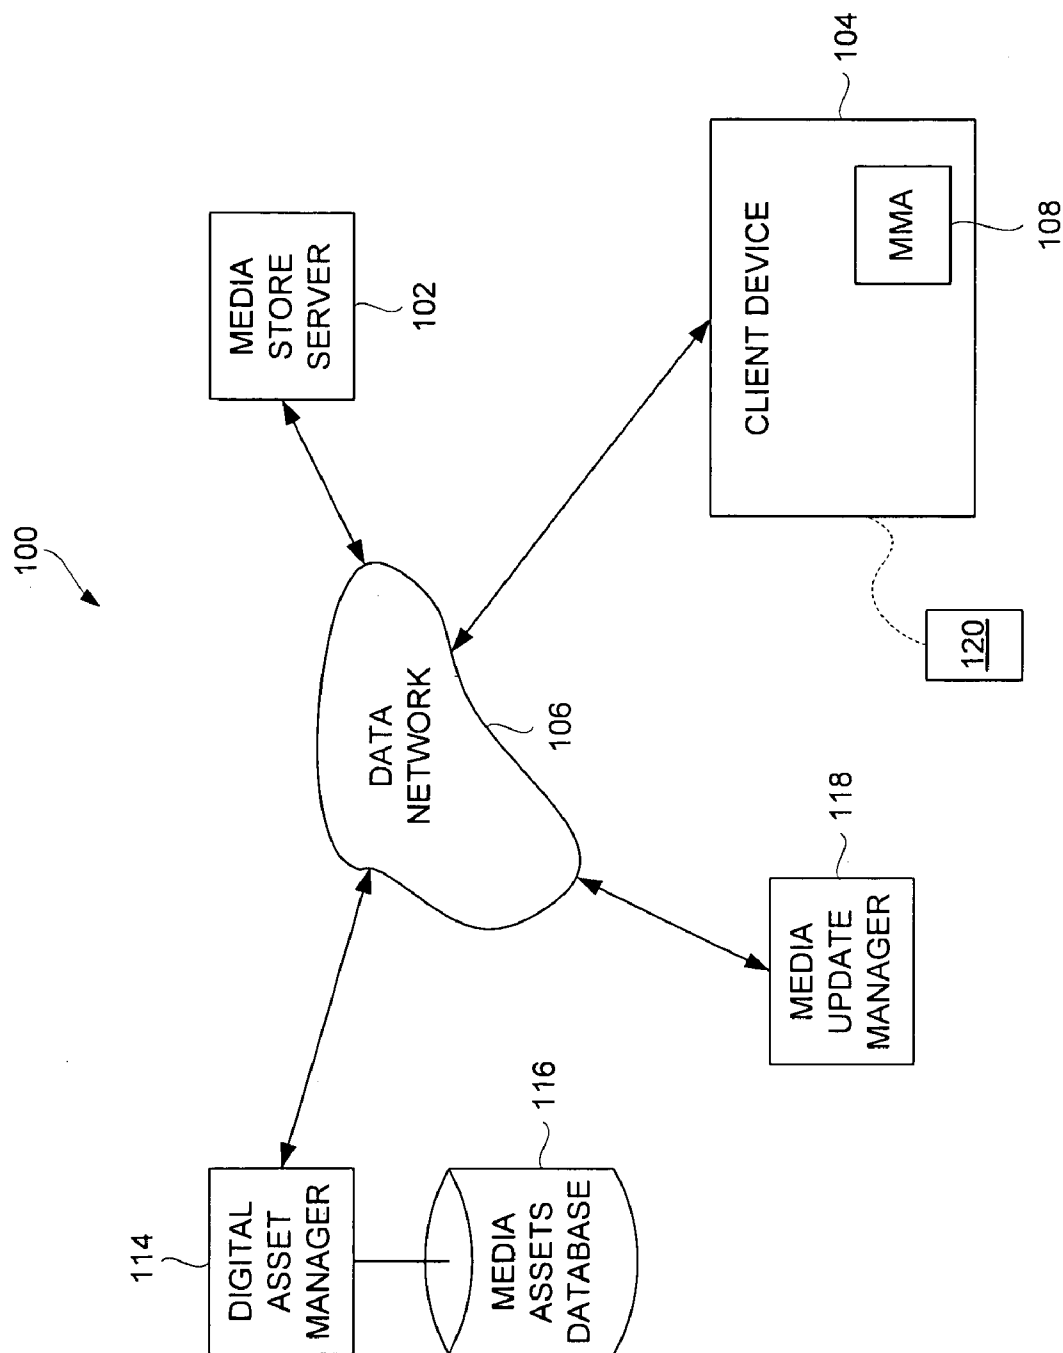 100
114
DIGITAL
ASSET
MANAGER
MEDIA
STORE
SERVER
102
DATA
NETWORK
106
116
MEDIA
ASSETS
DATABASE
118
MEDIA
UPDATE
MANAGER
104
CLIENT DEVICE
MMA
108
120